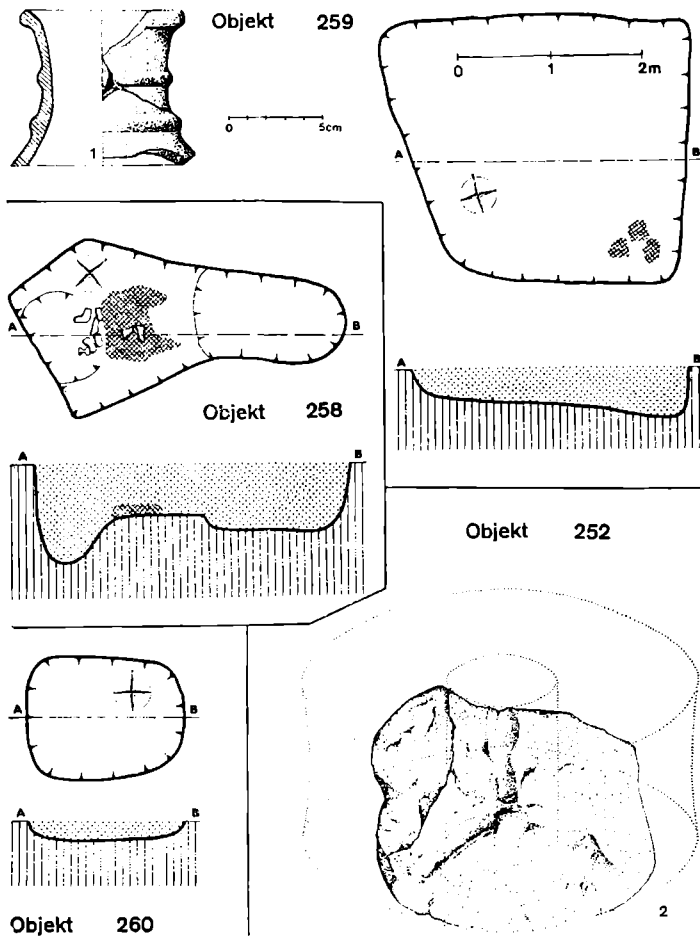 Objekt 259
0 1 2m
1
0 5cm
A B
A B
Objekt 258
A B
A B
Objekt 252
A B
A B
2
Objekt 260